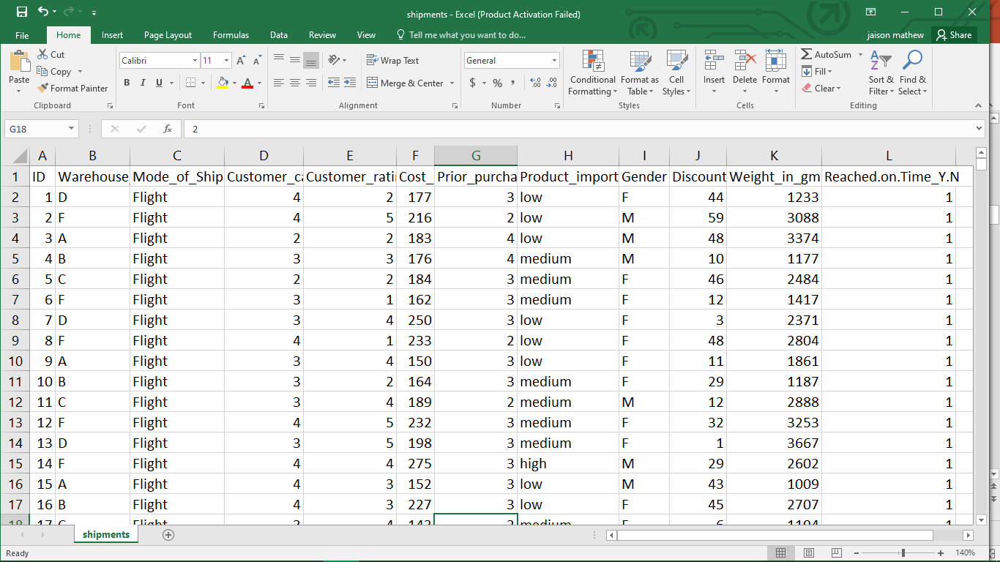 shipments - Excel (Product Activation Failed)
File Home Insert Page Layout Formulas Data Review View Tell me what you want to do... jaison mathew Share
Paste Cut Copy Format Painter Clipboard
Calibri 11 A A B I U A Font
Wrap Text Merge & Center Alignment
General $ % , .0 .00 .00 .0 Number
Conditional Formatting Format as Table Cell Styles Styles
Insert Delete Format Cells
AutoSum Fill Clear Sort & Filter Find & Select Editing
G18 fx 2
A B C D E F G H I J K L
1 ID Warehouse_ Mode_of_Ship Customer_ca Customer_rati Cost_ Prior_purcha Product_import Gender Discount Weight_in_gm Reached.on.Time_Y.N
2 1 D Flight 4 2 177 3 low F 44 1233 1
3 2 F Flight 4 5 216 2 low M 59 3088 1
4 3 A Flight 2 2 183 4 low M 48 3374 1
5 4 B Flight 3 3 176 4 medium M 10 1177 1
6 5 C Flight 2 2 184 3 medium F 46 2484 1
7 6 F Flight 3 1 162 3 medium F 12 1417 1
8 7 D Flight 3 4 250 3 low F 3 2371 1
9 8 F Flight 4 1 233 2 low F 48 2804 1
10 9 A Flight 3 4 150 3 low F 11 1861 1
11 10 B Flight 3 2 164 3 medium F 29 1187 1
12 11 C Flight 3 4 189 2 medium M 12 2888 1
13 12 F Flight 4 5 232 3 medium F 32 3253 1
14 13 D Flight 3 5 198 3 medium F 1 3667 1
15 14 F Flight 4 4 275 3 high M 29 2602 1
16 15 A Flight 4 3 152 3 low M 43 1009 1
17 16 B Flight 4 3 227 3 low F 45 2707 1
18 17 C Flight 3 4 143 2 medium F 6 1194 1
shipments
Ready 140%